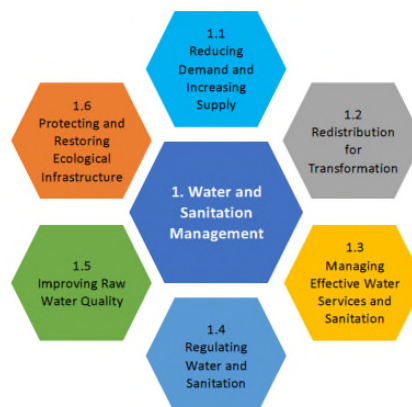 1.1
Reducing
Demand and
Increasing
Supply
1.6
Protecting and
Restoring
Ecological
Infrastructure
1.2
Redistribution
for
Transformation
1. Water and
Sanitation
Management
1.5
Improving Raw
Water Quality
1.3
Managing
Effective Water
Services and
Sanitation
1.4
Regulating
Water and
Sanitation